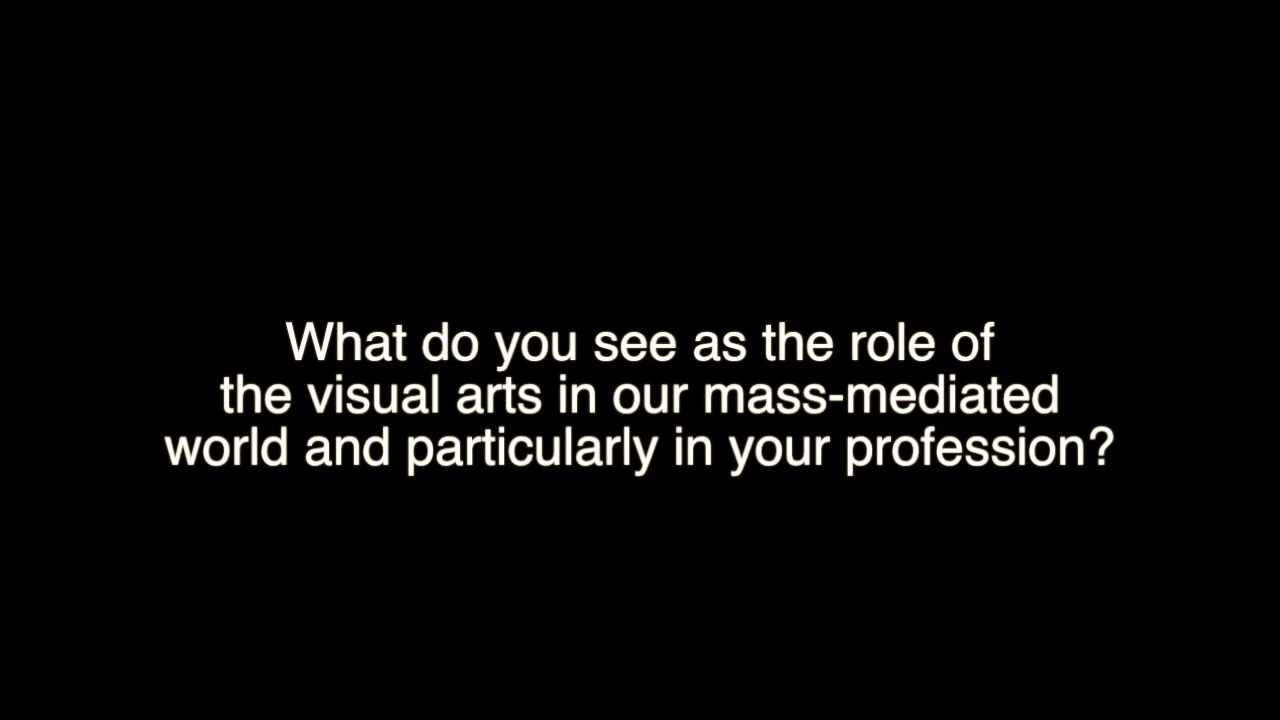 What do you see as the role of
the visual arts in our mass-mediated
world and particularly in your profession?